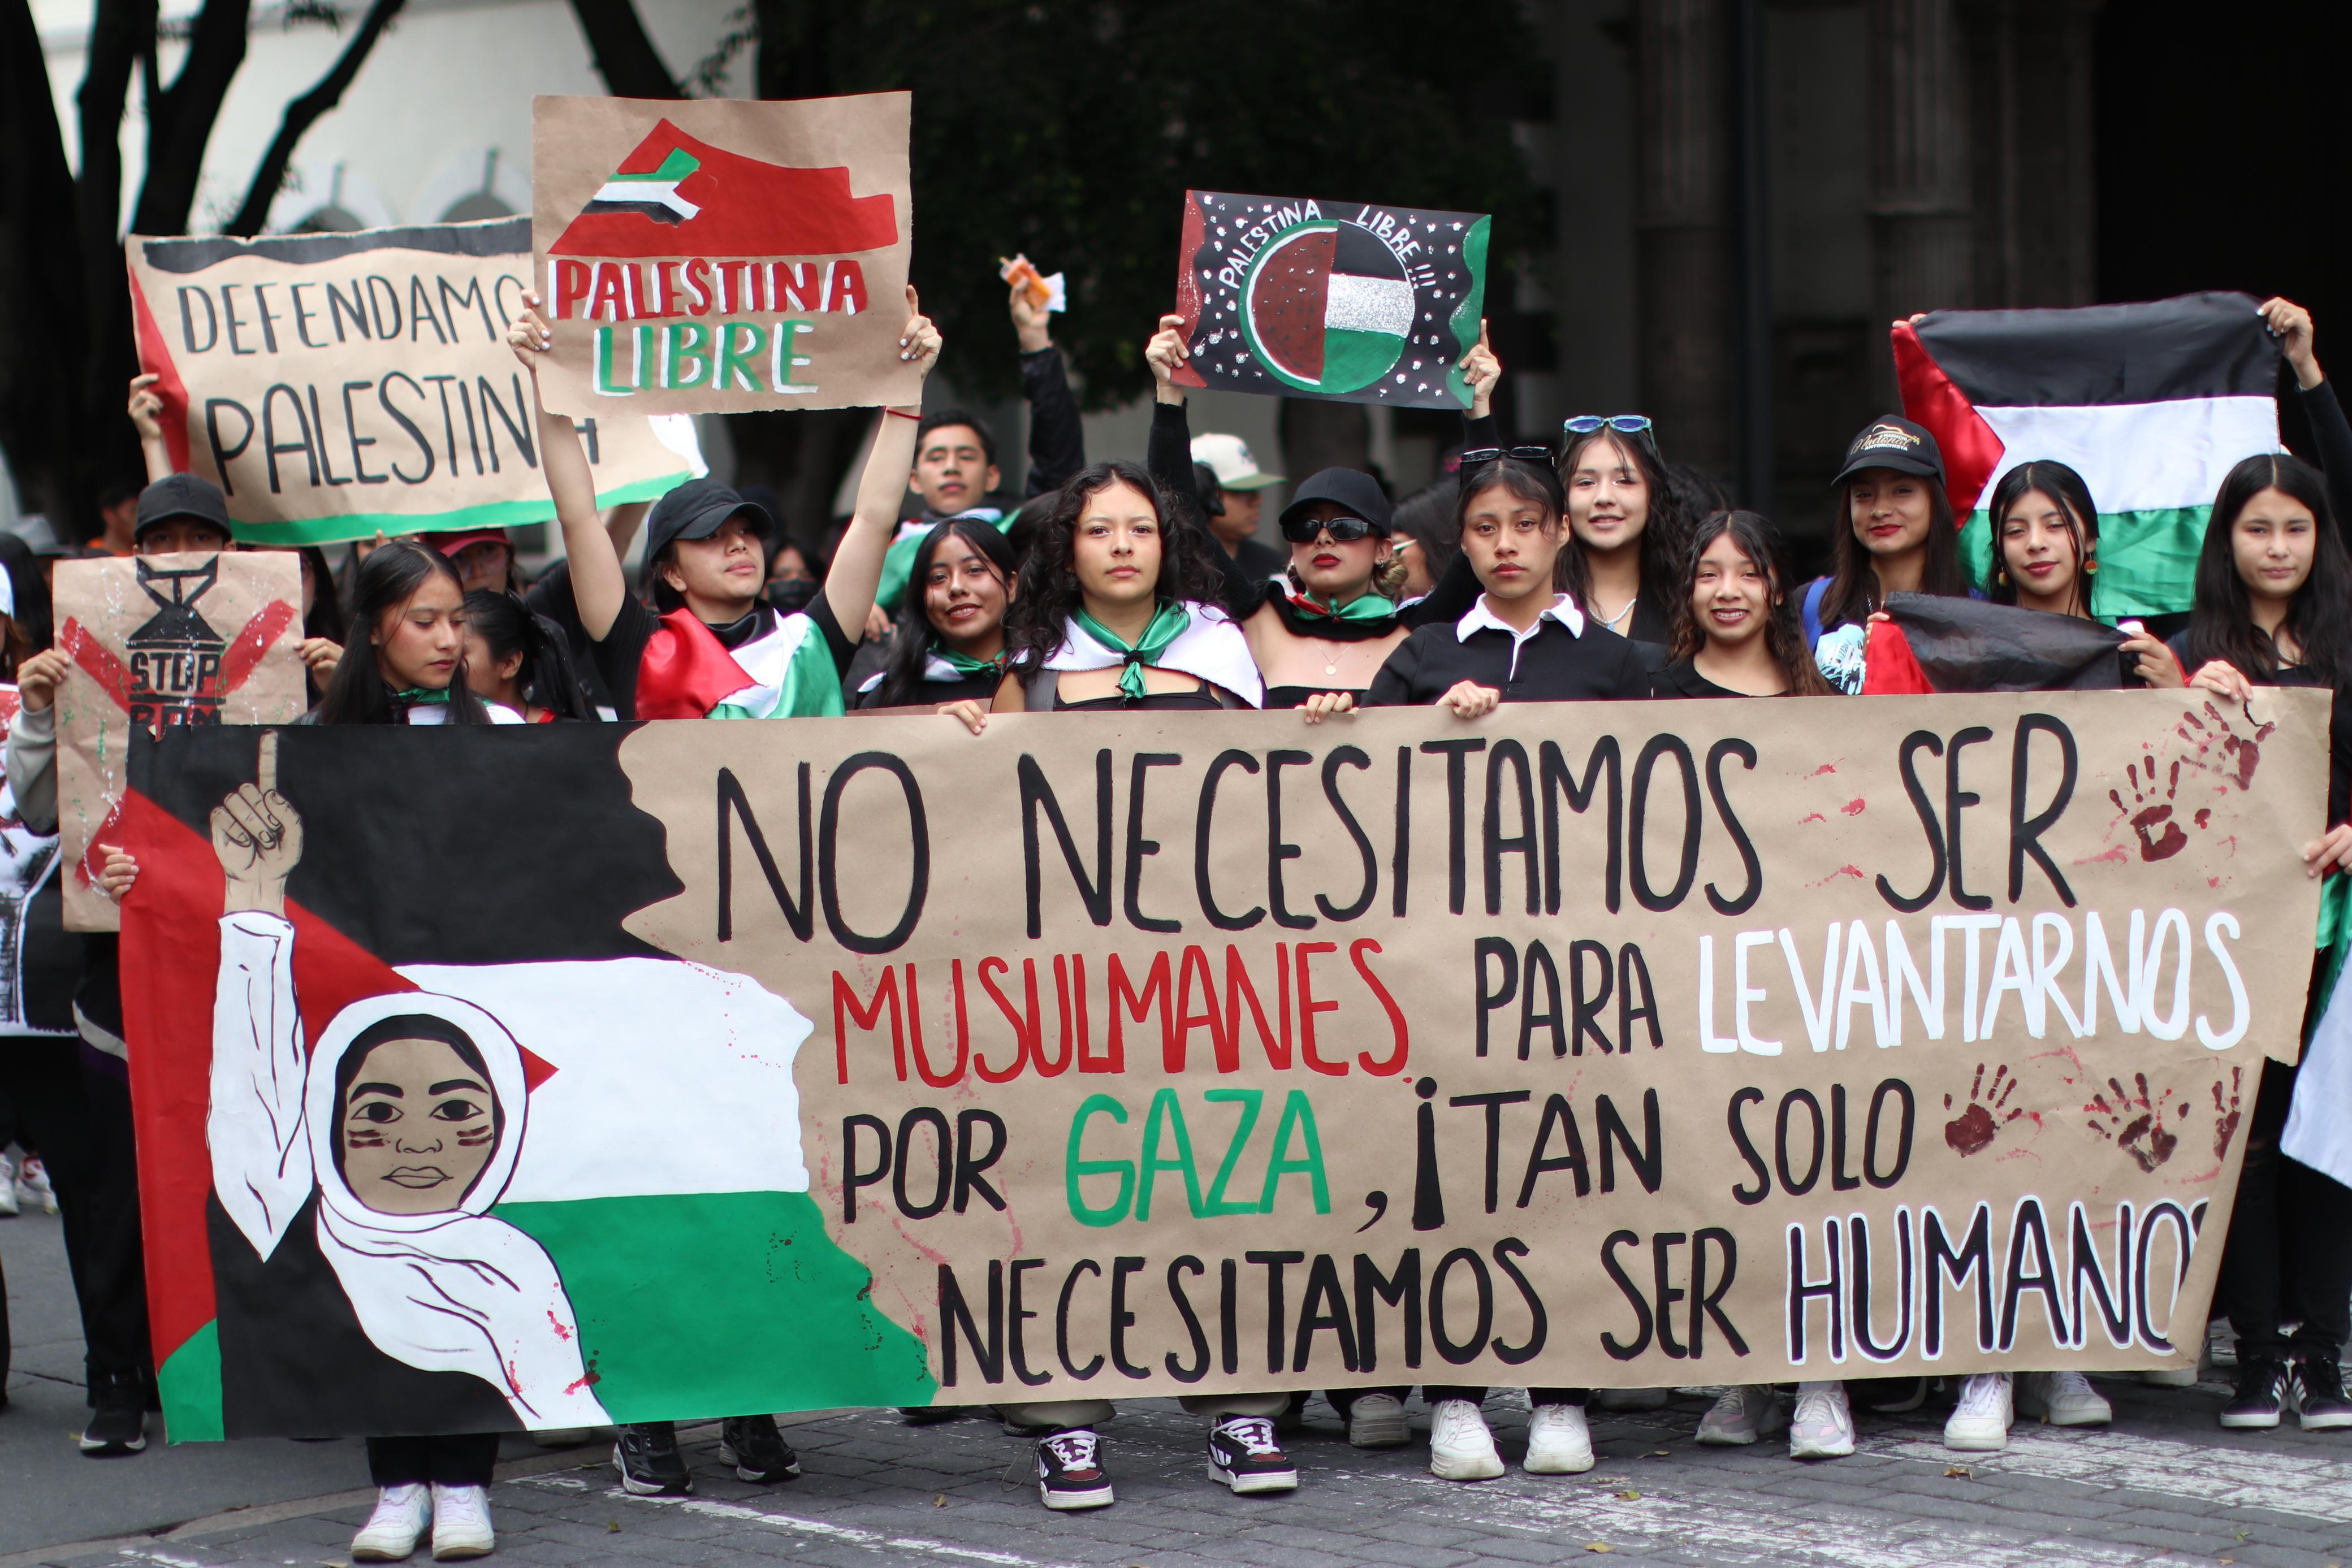 DEFENDAMO
PALESTINA
PALESTINA
LIBRE
PALESTINA LIBRE!!!
STOP
NO NECESITAMOS SER
MUSULMANES PARA LEVANTARNOS
POR GAZA, ¡TAN SOLO
NECESITAMOS SER HUMANO